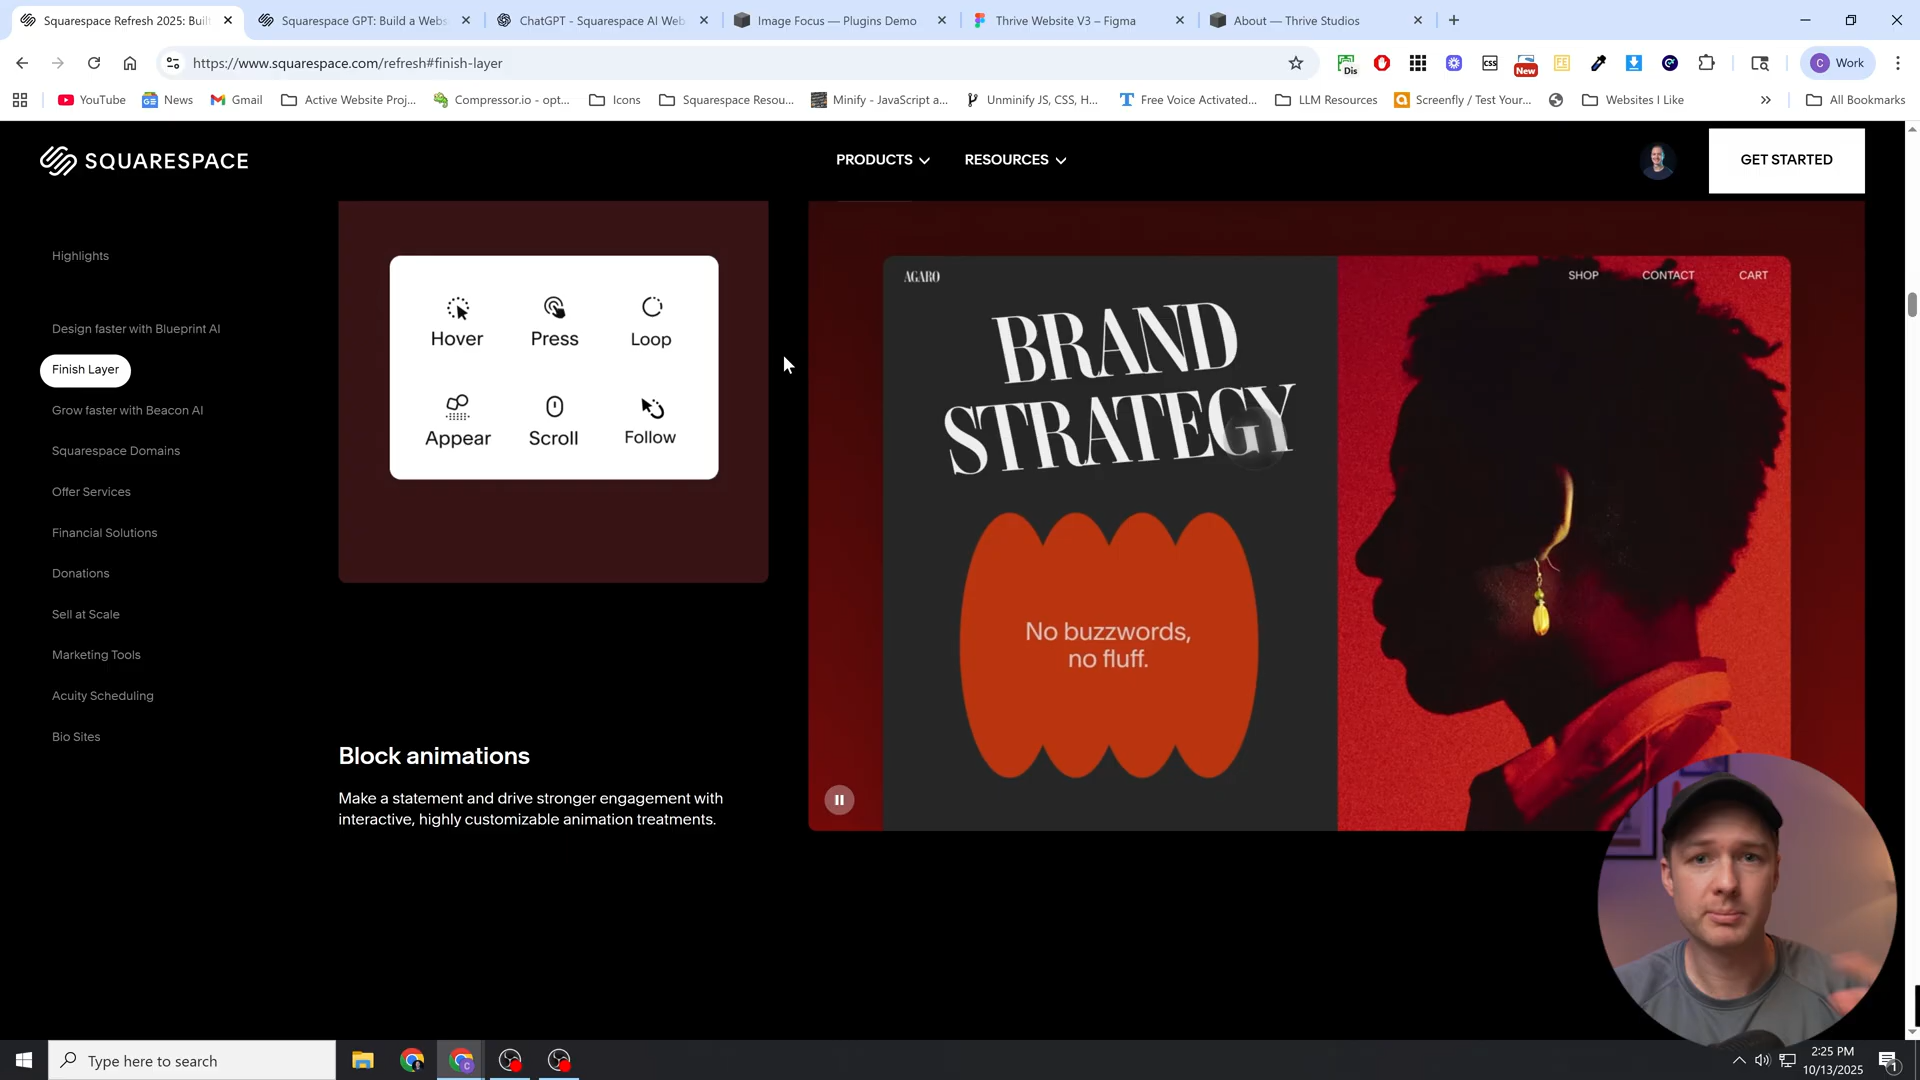 Squarespace Refresh 2025: Buil
Squarespace GPT: Build a Webs
ChatGPT - Squarespace AI Web
Image Focus — Plugins Demo
Thrive Website V3 – Figma
About — Thrive Studios
https://www.squarespace.com/refresh#finish-layer
Dis
css
New
C
Work
YouTube
News
Gmail
Active Website Proj...
Compressor.io - opt...
Icons
Squarespace Resou...
Minify - JavaScript a...
Unminify JS, CSS, H...
Free Voice Activated...
LLM Resources
Screenfly / Test Your...
Websites I Like
All Bookmarks
SQUARESPACE
PRODUCTS
RESOURCES
GET STARTED
Highlights
Design faster with Blueprint AI
Finish Layer
Grow faster with Beacon AI
Squarespace Domains
Offer Services
Financial Solutions
Donations
Sell at Scale
Marketing Tools
Acuity Scheduling
Bio Sites
Hover
Press
Loop
Appear
Scroll
Follow
Block animations
Make a statement and drive stronger engagement with
interactive, highly customizable animation treatments.
AGARO
SHOP
CONTACT
CART
BRAND
STRATEGY
No buzzwords,
no fluff.
Type here to search
2:25 PM
10/13/2025
1